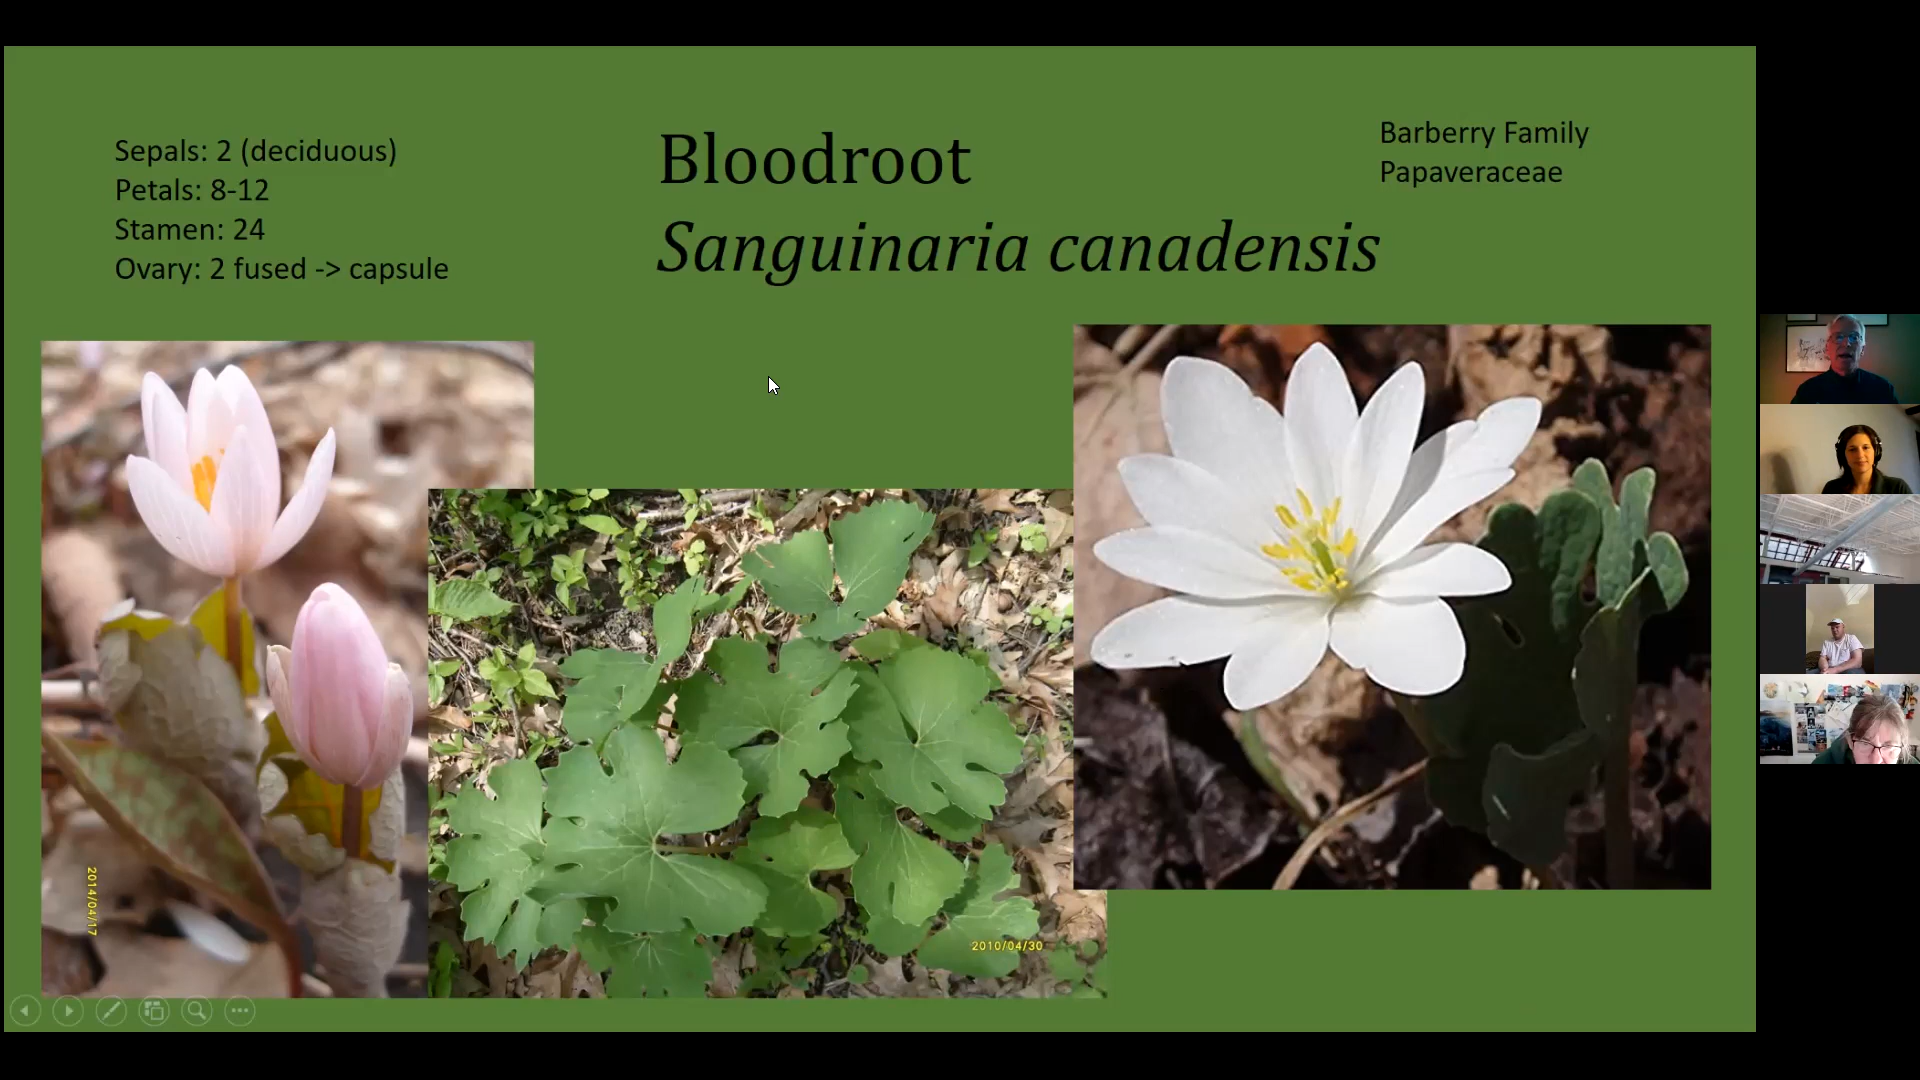 Sepals: 2 (deciduous)
Petals: 8-12
Stamen: 24
Ovary: 2 fused -> capsule
Bloodroot
Sanguinaria canadensis
Barberry Family
Papaveraceae
2014/04/17
2010/04/30